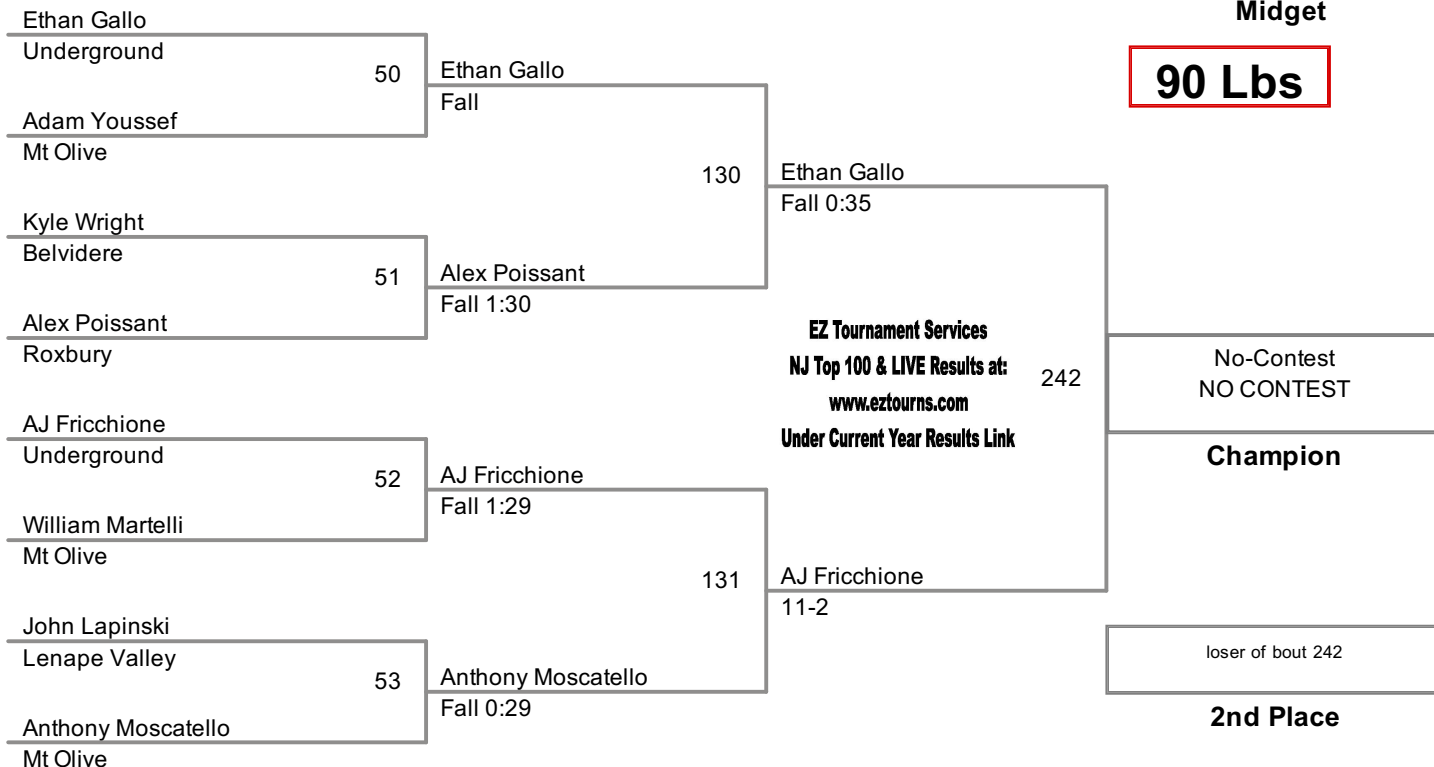 Midget
90 Lbs
Ethan Gallo
Underground
50
Adam Youssef
Mt Olive
Kyle Wright
Belvidere
51
Alex Poissant
Roxbury
AJ Fricchione
Underground
52
William Martelli
Mt Olive
John Lapinski
Lenape Valley
53
Anthony Moscatello
Mt Olive
Ethan Gallo
Fall
130
Alex Poissant
Fall 1:30
AJ Fricchione
Fall 1:29
131
Anthony Moscatello
Fall 0:29
Ethan Gallo
Fall 0:35
EZ Tournament Services
NJ Top 100 & LIVE Results at:
www.eztourns.com
Under Current Year Results Link
242
AJ Fricchione
11-2
No-Contest
NO CONTEST
Champion
loser of bout 242
2nd Place